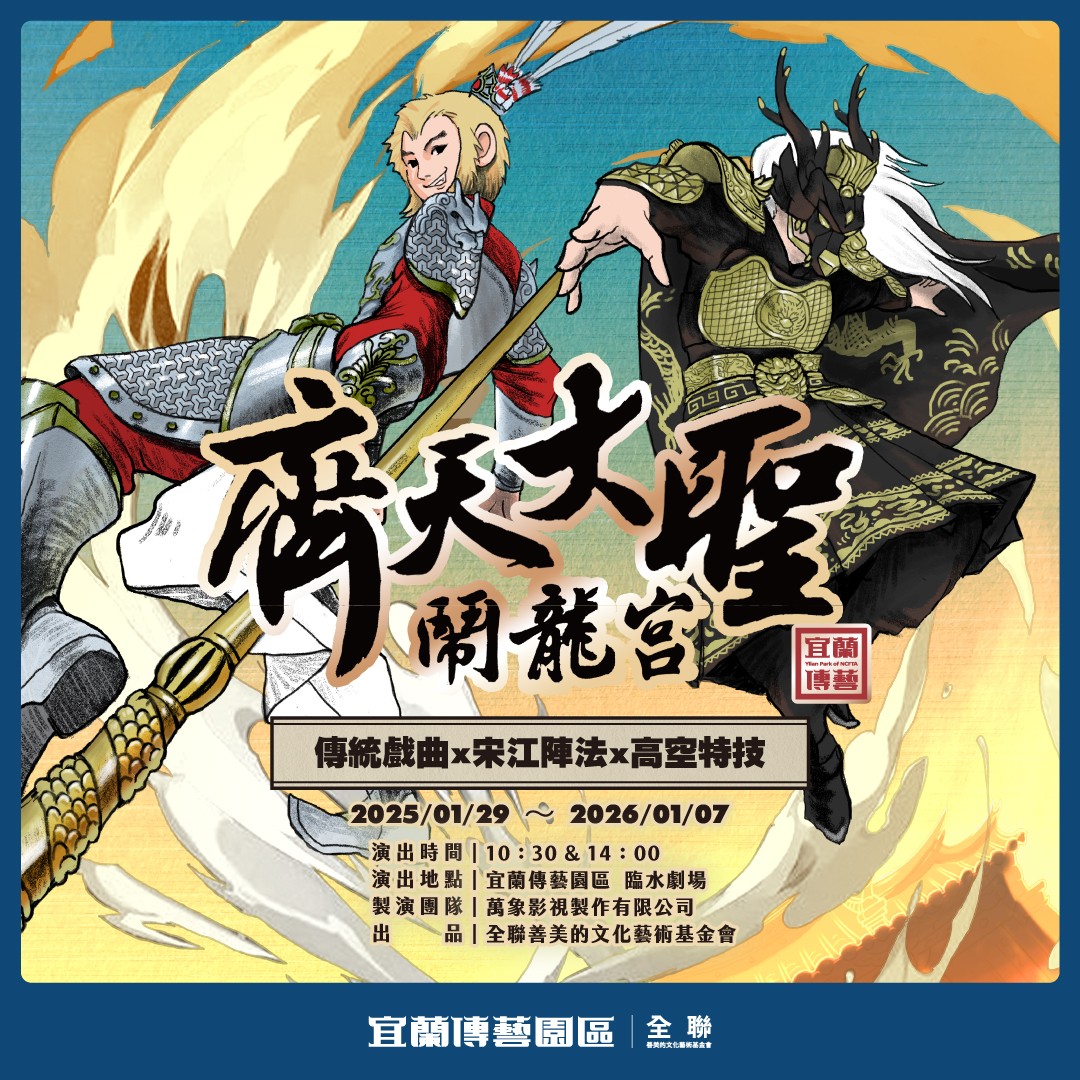 齊天大聖
鬧龍宮
宜蘭
Yilan Park of NCFTA
傳藝
傳統戲曲x宋江陣法x高空特技
2025/01/29 ～ 2026/01/07
演出時間｜10：30 & 14：00
演出地點｜宜蘭傳藝園區 臨水劇場
製演團隊｜萬象影視製作有限公司
出品｜全聯善美的文化藝術基金會
宜蘭傳藝園區｜全聯
善美的文化藝術基金會